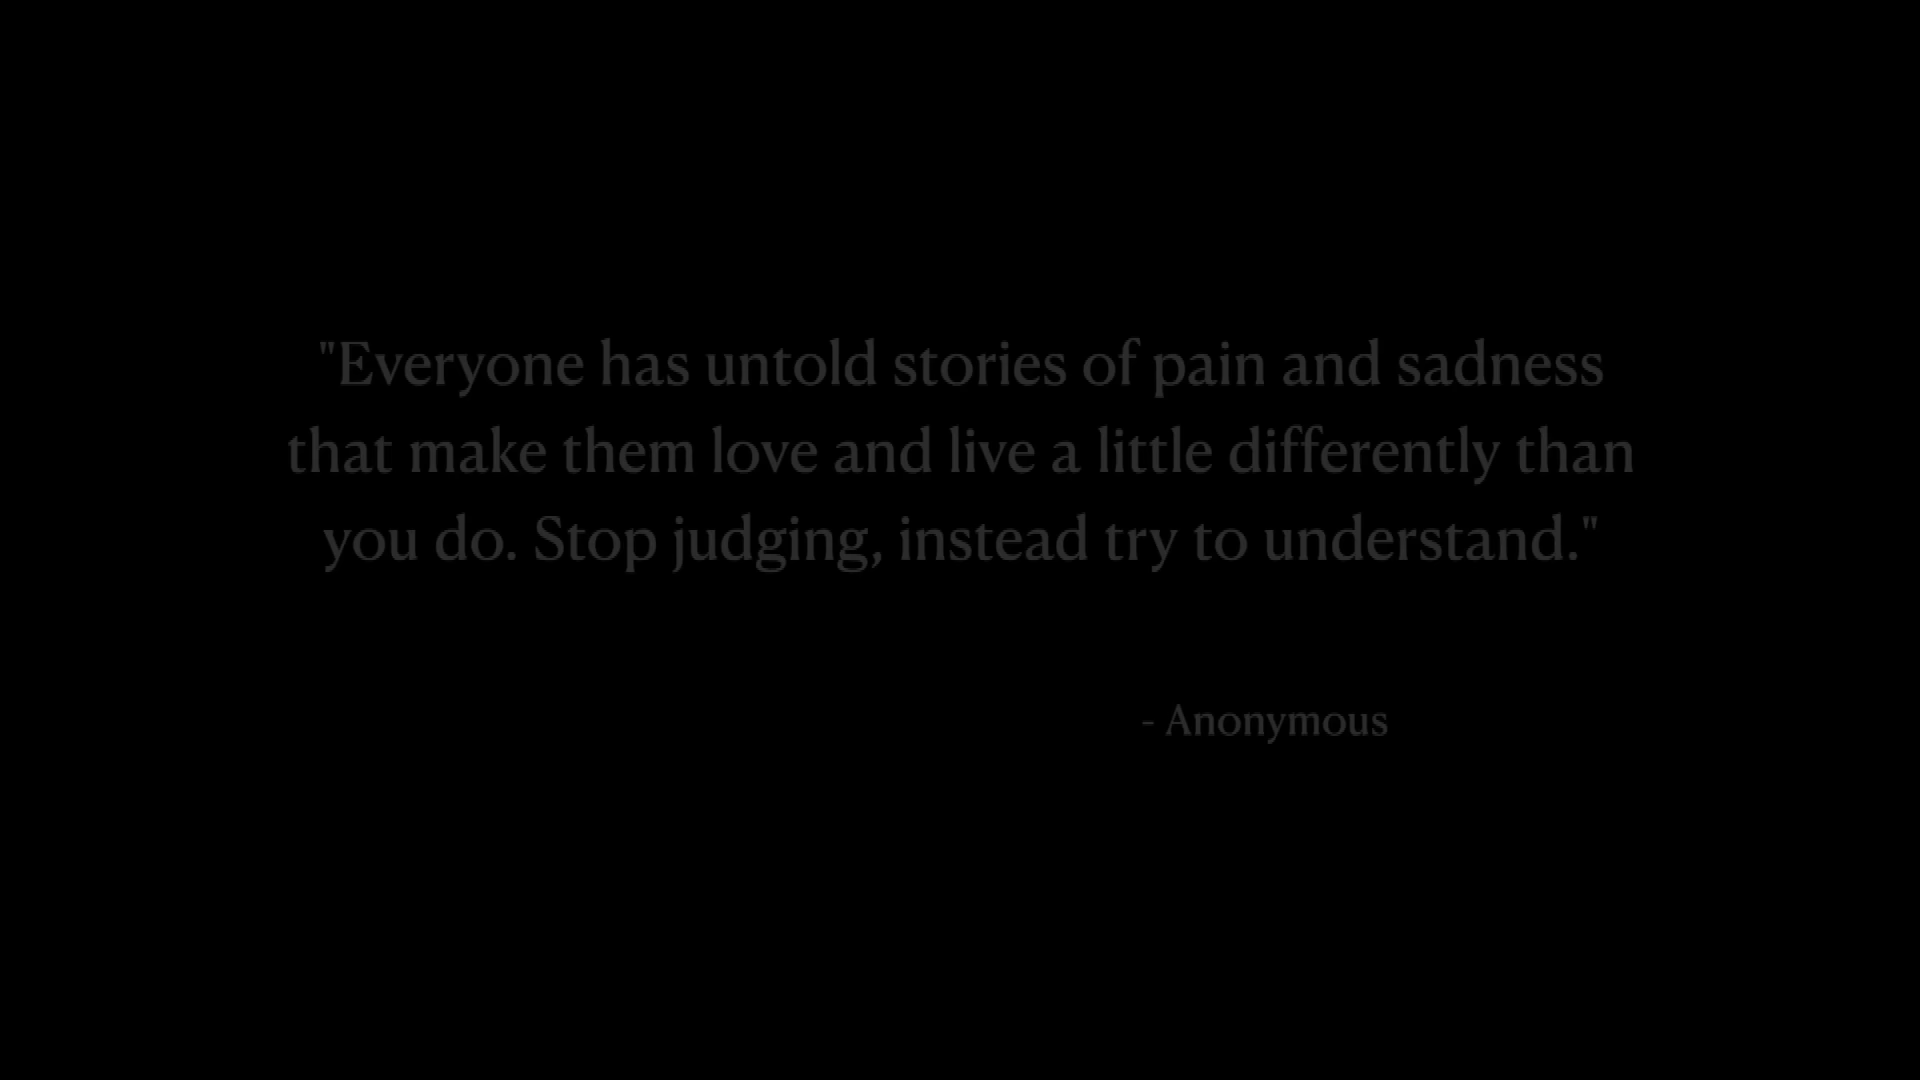 "Everyone has untold stories of pain and sadness
that make them love and live a little differently than
you do. Stop judging, instead try to understand."
- Anonymous